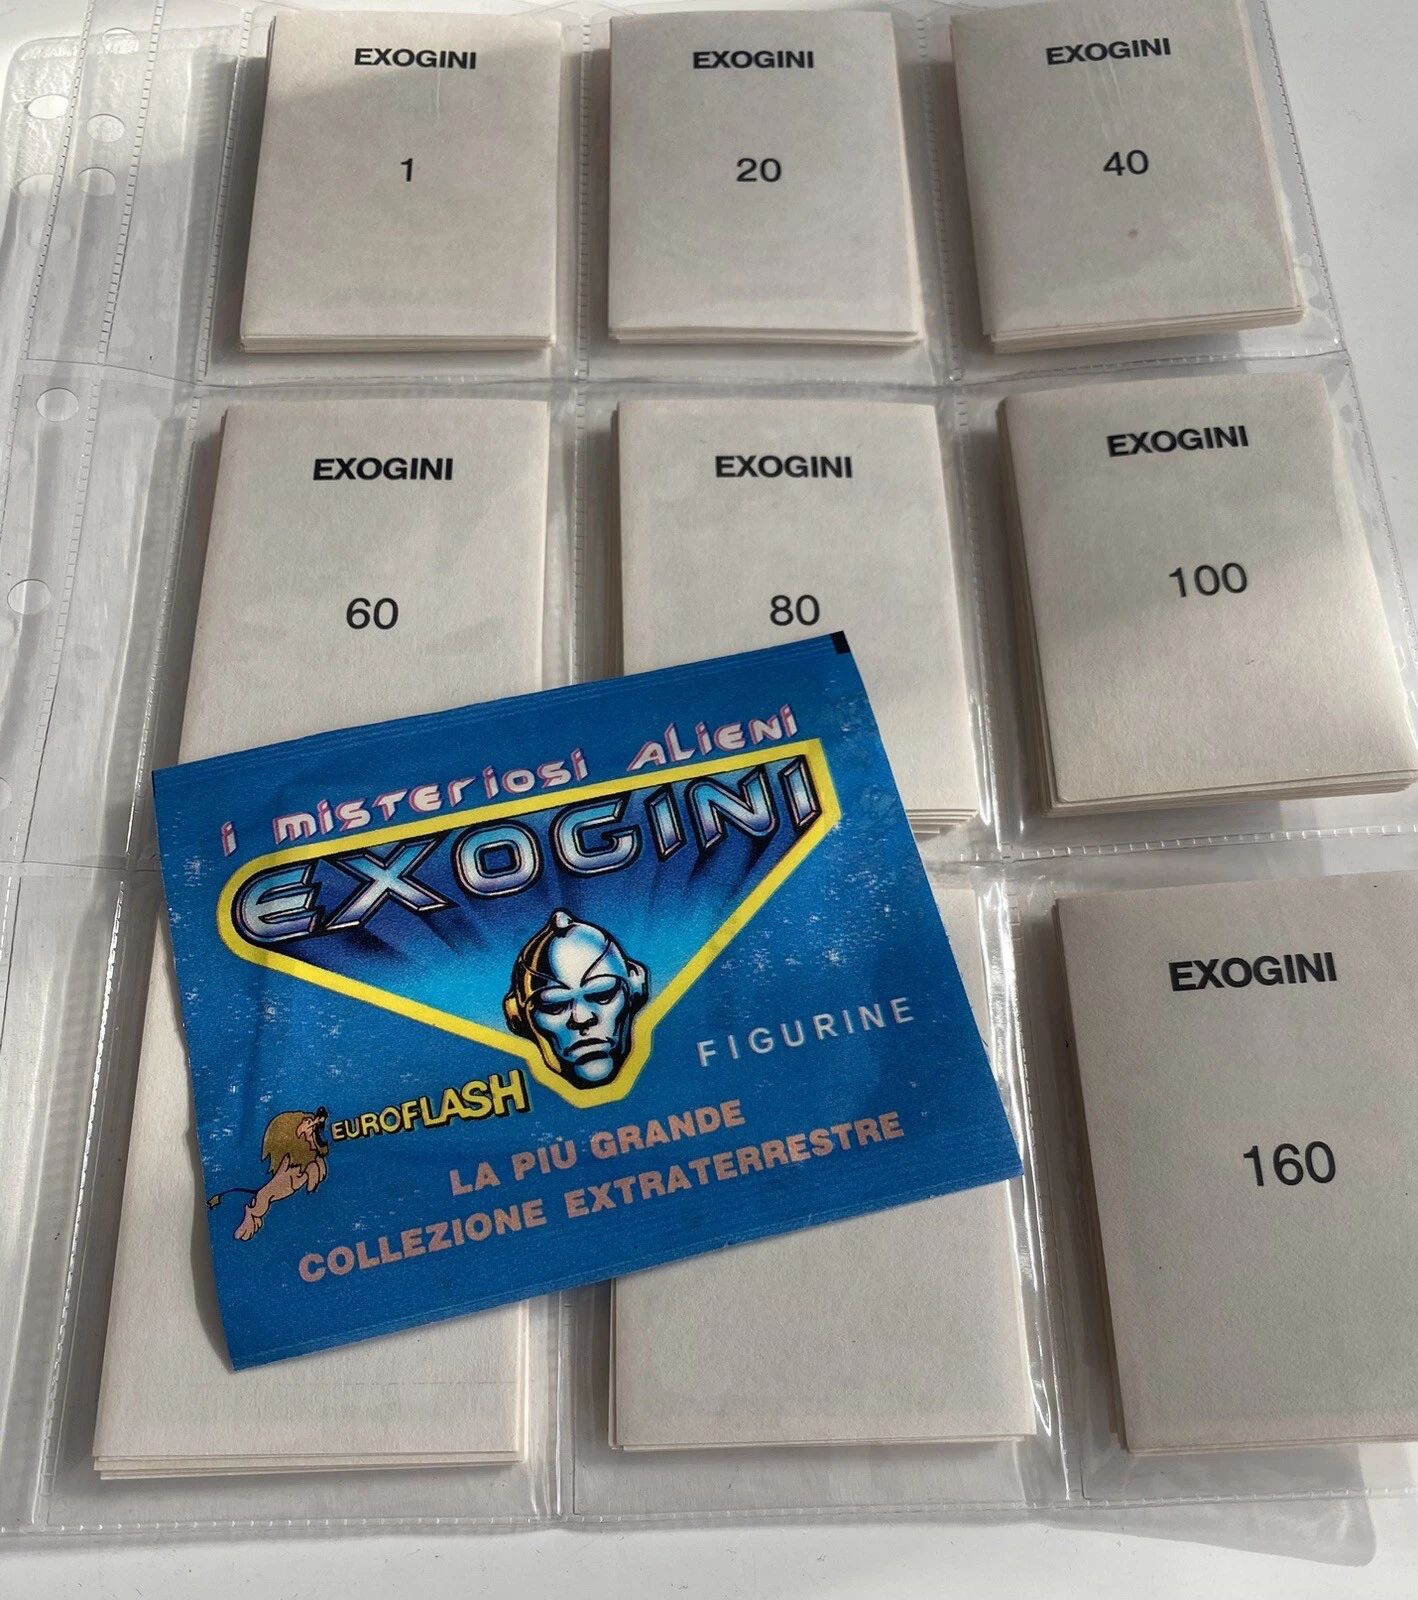 EXOGINI
1
EXOGINI
20
EXOGINI
40
EXOGINI
60
EXOGINI
80
EXOGINI
100
i misteriosi alieni
EXOGINI
FIGURINE
EUROFLASH
LA PIÙ GRANDE
COLLEZIONE EXTRATERRESTRE
EXOGINI
160